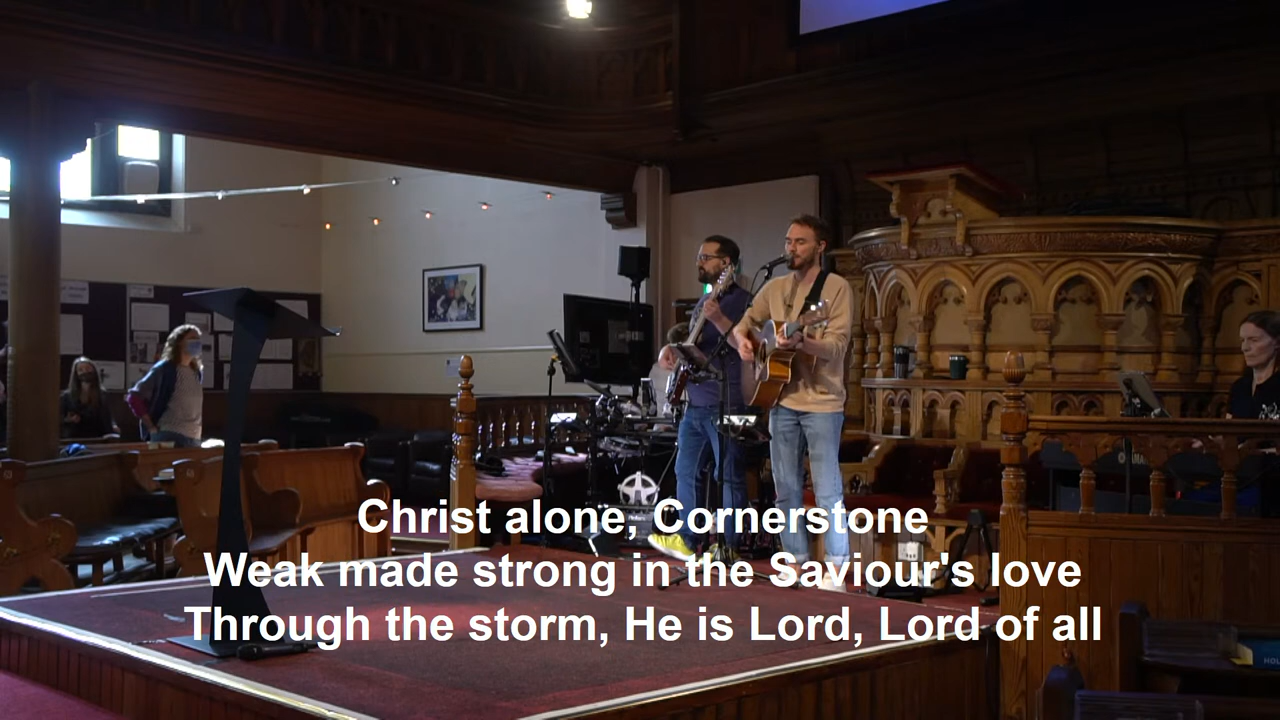 Christ alone, Cornerstone
Weak made strong in the Saviour's love
Through the storm, He is Lord, Lord of all